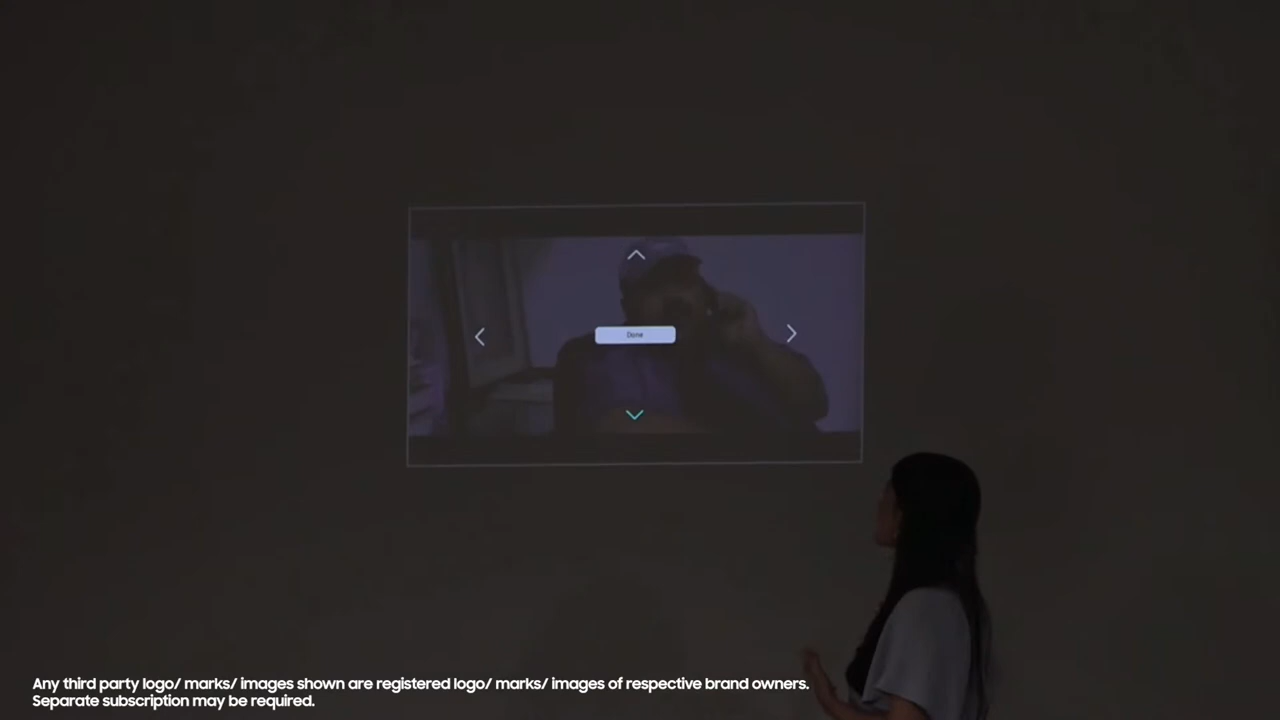 Done
Any third party logo/ marks/ images shown are registered logo/ marks/ images of respective brand owners.
Separate subscription may be required.